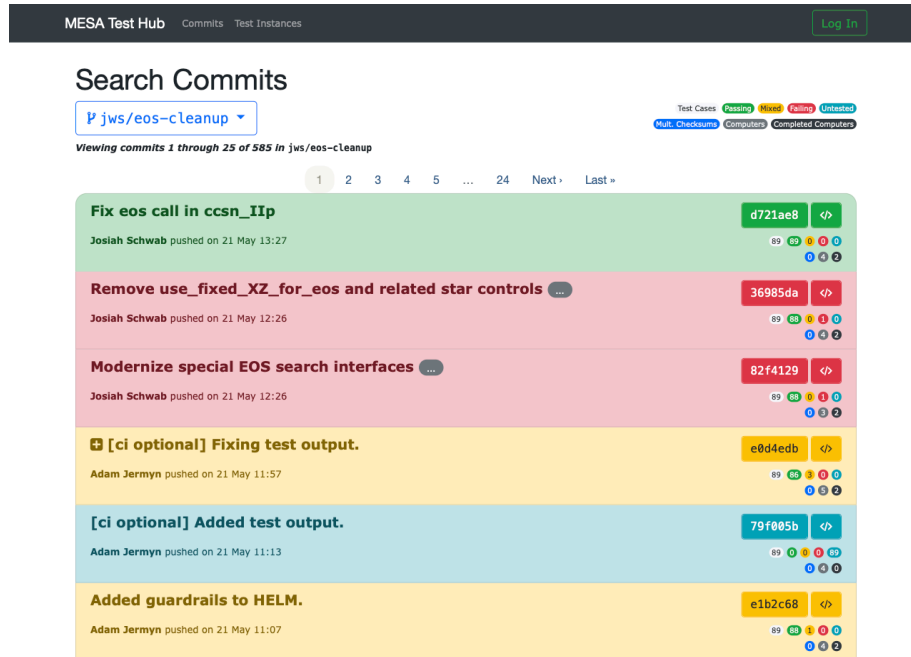 MESA Test Hub Commits Test Instances Log In
Search Commits
jws/eos-cleanup
Test Cases Passing Mixed Failing Untested
Mult. Checksums Computers Completed Computers
Viewing commits 1 through 25 of 585 in jws/eos-cleanup
1 2 3 4 5 … 24 Next › Last »
Fix eos call in ccsn_IIp d721ae8 </>
Josiah Schwab pushed on 21 May 13:27 89 89 0 0 0
0 4 2
Remove use_fixed_XZ_for_eos and related star controls ... 36985da </>
Josiah Schwab pushed on 21 May 12:26 89 88 0 1 0
0 4 2
Modernize special EOS search interfaces ... 82f4129 </>
Josiah Schwab pushed on 21 May 12:26 89 88 0 1 0
0 3 2
[ci optional] Fixing test output. e0d4edb </>
Adam Jermyn pushed on 21 May 11:57 89 86 3 0 0
0 5 2
[ci optional] Added test output. 79f005b </>
Adam Jermyn pushed on 21 May 11:13 89 0 0 0 89
0 4 0
Added guardrails to HELM. e1b2c68 </>
Adam Jermyn pushed on 21 May 11:07 89 88 1 0 0
0 4 2